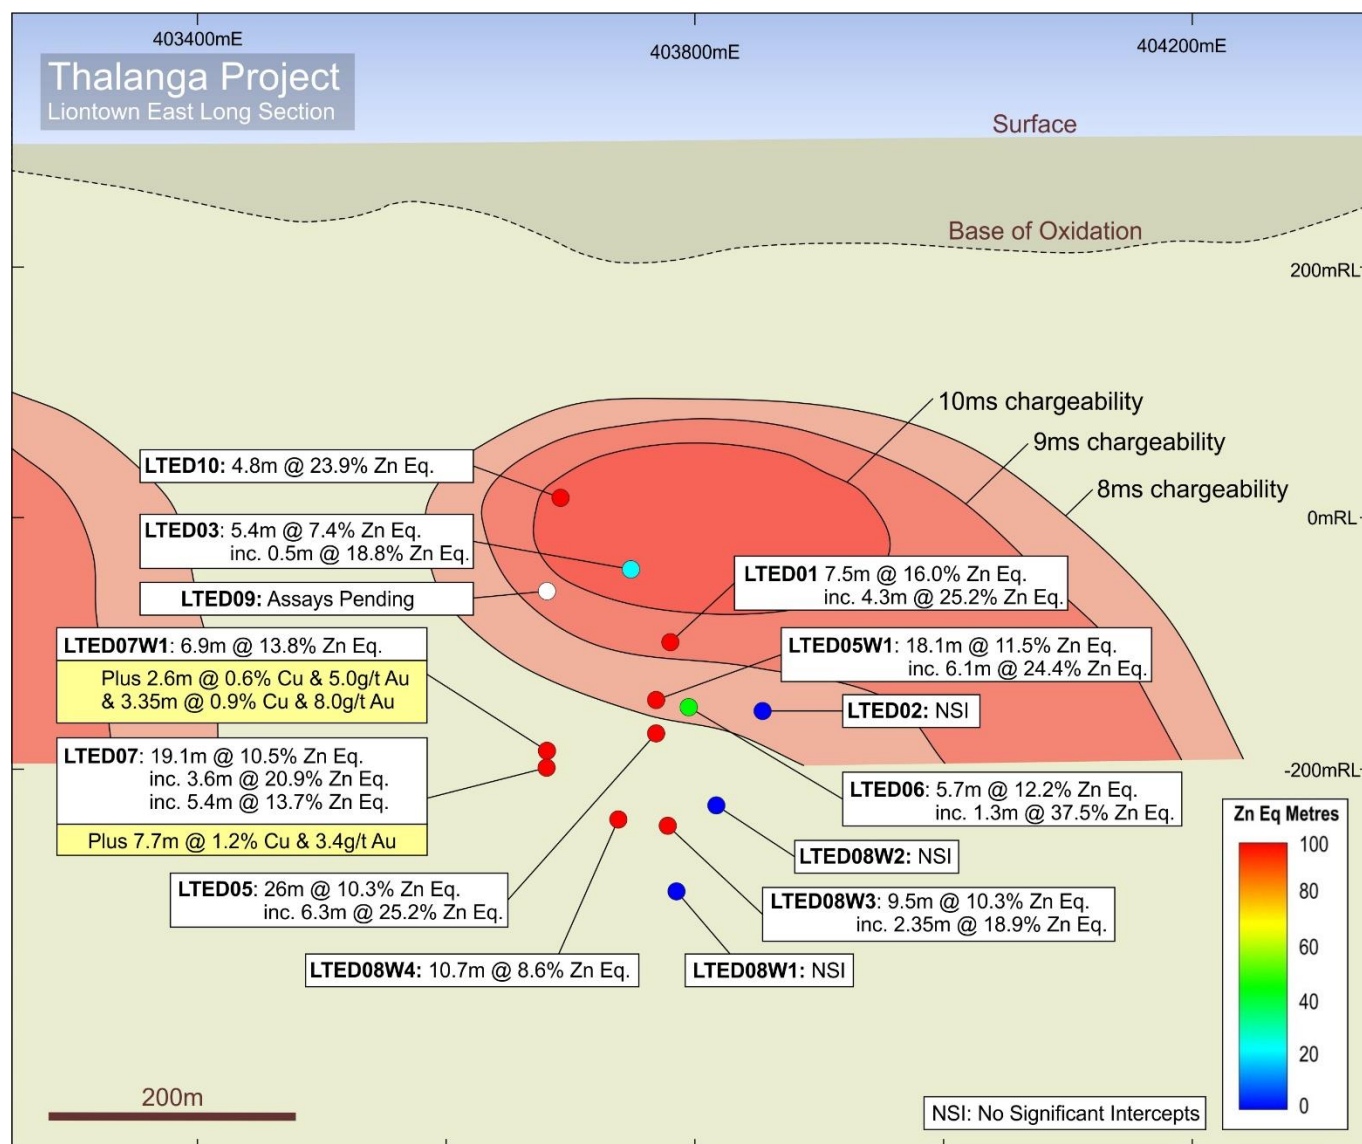 403400mE
403800mE
404200mE
Thalanga Project
Liontown East Long Section
Surface
Base of Oxidation
200mRL
10ms chargeability
9ms chargeability
8ms chargeability
LTED10: 4.8m @ 23.9% Zn Eq.
LTED03: 5.4m @ 7.4% Zn Eq.
inc. 0.5m @ 18.8% Zn Eq.
0mRL
LTED09: Assays Pending
LTED01 7.5m @ 16.0% Zn Eq.
inc. 4.3m @ 25.2% Zn Eq.
LTED07W1: 6.9m @ 13.8% Zn Eq.
Plus 2.6m @ 0.6% Cu & 5.0g/t Au
& 3.35m @ 0.9% Cu & 8.0g/t Au
LTED05W1: 18.1m @ 11.5% Zn Eq.
inc. 6.1m @ 24.4% Zn Eq.
LTED02: NSI
LTED07: 19.1m @ 10.5% Zn Eq.
inc. 3.6m @ 20.9% Zn Eq.
inc. 5.4m @ 13.7% Zn Eq.
Plus 7.7m @ 1.2% Cu & 3.4g/t Au
-200mRL
LTED06: 5.7m @ 12.2% Zn Eq.
inc. 1.3m @ 37.5% Zn Eq.
LTED08W2: NSI
LTED05: 26m @ 10.3% Zn Eq.
inc. 6.3m @ 25.2% Zn Eq.
LTED08W3: 9.5m @ 10.3% Zn Eq.
inc. 2.35m @ 18.9% Zn Eq.
LTED08W4: 10.7m @ 8.6% Zn Eq.
LTED08W1: NSI
Zn Eq Metres
100
80
60
40
20
0
200m
NSI: No Significant Intercepts